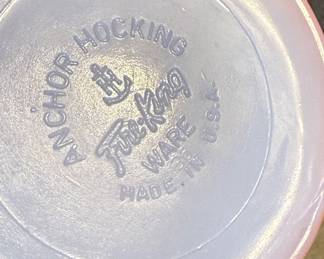 ANCHOR HOCKING
Fire-King
WARE
MADE IN U.S.A.